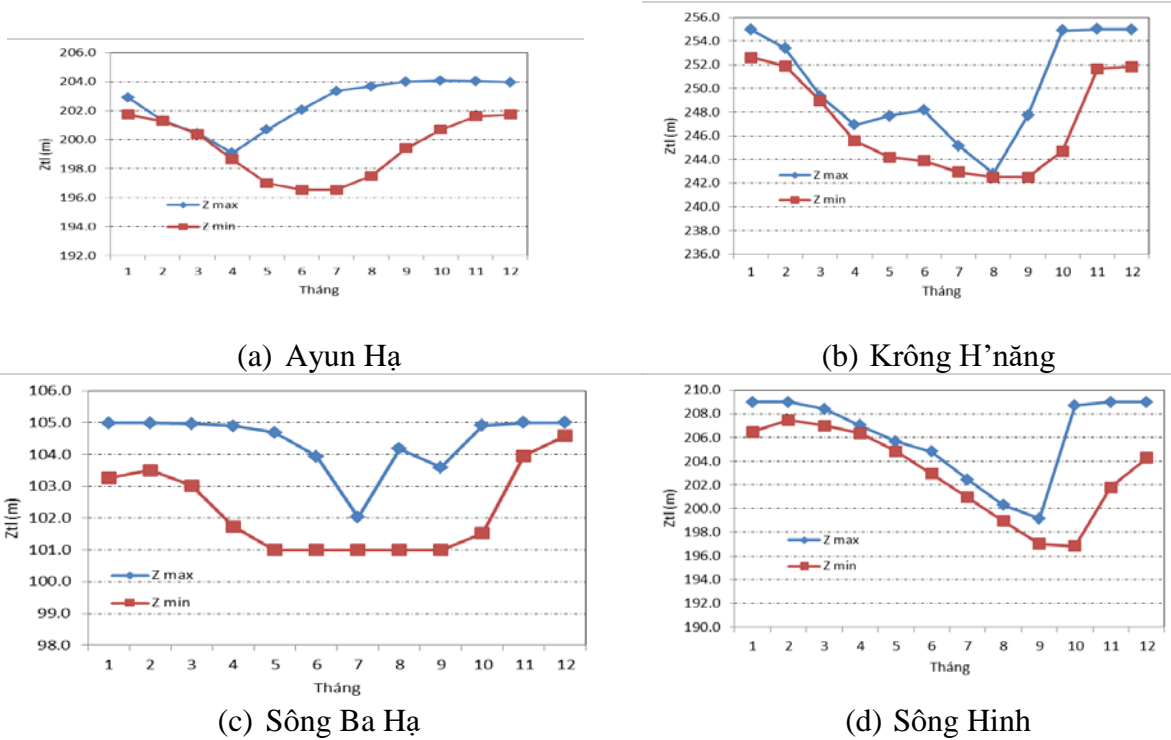 206.0
204.0
202.0
200.0
198.0
196.0
194.0
192.0
Ztl (m)
Z max
Z min
1 2 3 4 5 6 7 8 9 10 11 12
Tháng
(a) Ayun Hạ
256.0
254.0
252.0
250.0
248.0
246.0
244.0
242.0
240.0
238.0
236.0
Ztl (m)
Z max
Z min
1 2 3 4 5 6 7 8 9 10 11 12
Tháng
(b) Krông H’năng
106.0
105.0
104.0
103.0
102.0
101.0
100.0
99.0
98.0
Ztl (m)
Z max
Z min
1 2 3 4 5 6 7 8 9 10 11 12
Tháng
(c) Sông Ba Hạ
210.0
208.0
206.0
204.0
202.0
200.0
198.0
196.0
194.0
192.0
190.0
Ztl (m)
Z max
Z min
1 2 3 4 5 6 7 8 9 10 11 12
Tháng
(d) Sông Hinh